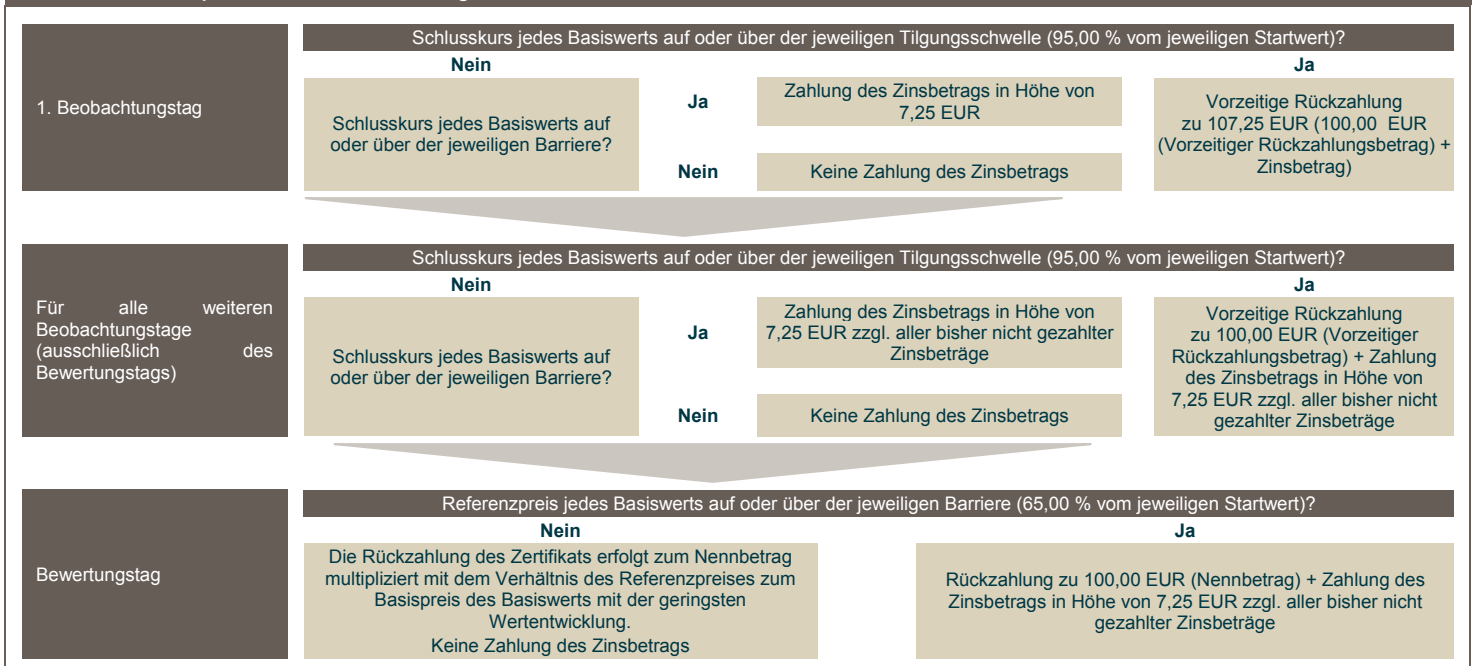 Schlusskurs jedes Basiswerts auf oder über der jeweiligen Tilgungsschwelle (95,00 % vom jeweiligen Startwert)?
Nein
Ja
1. Beobachtungstag
Schlusskurs jedes Basiswerts auf
oder über der jeweiligen Barriere?
Ja
Zahlung des Zinsbetrags in Höhe von
7,25 EUR
Nein
Keine Zahlung des Zinsbetrags
Vorzeitige Rückzahlung
zu 107,25 EUR (100,00 EUR
(Vorzeitiger Rückzahlungsbetrag) +
Zinsbetrag)
Schlusskurs jedes Basiswerts auf oder über der jeweiligen Tilgungsschwelle (95,00 % vom jeweiligen Startwert)?
Nein
Ja
Für alle weiteren
Beobachtungstage
(ausschließlich des
Bewertungstags)
Schlusskurs jedes Basiswerts auf
oder über der jeweiligen Barriere?
Ja
Zahlung des Zinsbetrags in Höhe von
7,25 EUR zzgl. aller bisher nicht gezahlter
Zinsbeträge
Nein
Keine Zahlung des Zinsbetrags
Vorzeitige Rückzahlung
zu 100,00 EUR (Vorzeitiger
Rückzahlungsbetrag) + Zahlung
des Zinsbetrags in Höhe von
7,25 EUR zzgl. aller bisher nicht
gezahlter Zinsbeträge
Referenzpreis jedes Basiswerts auf oder über der jeweiligen Barriere (65,00 % vom jeweiligen Startwert)?
Nein
Ja
Bewertungstag
Die Rückzahlung des Zertifikats erfolgt zum Nennbetrag
multipliziert mit dem Verhältnis des Referenzpreises zum
Basispreis des Basiswerts mit der geringsten
Wertentwicklung.
Keine Zahlung des Zinsbetrags
Rückzahlung zu 100,00 EUR (Nennbetrag) + Zahlung des
Zinsbetrags in Höhe von 7,25 EUR zzgl. aller bisher nicht
gezahlter Zinsbeträge